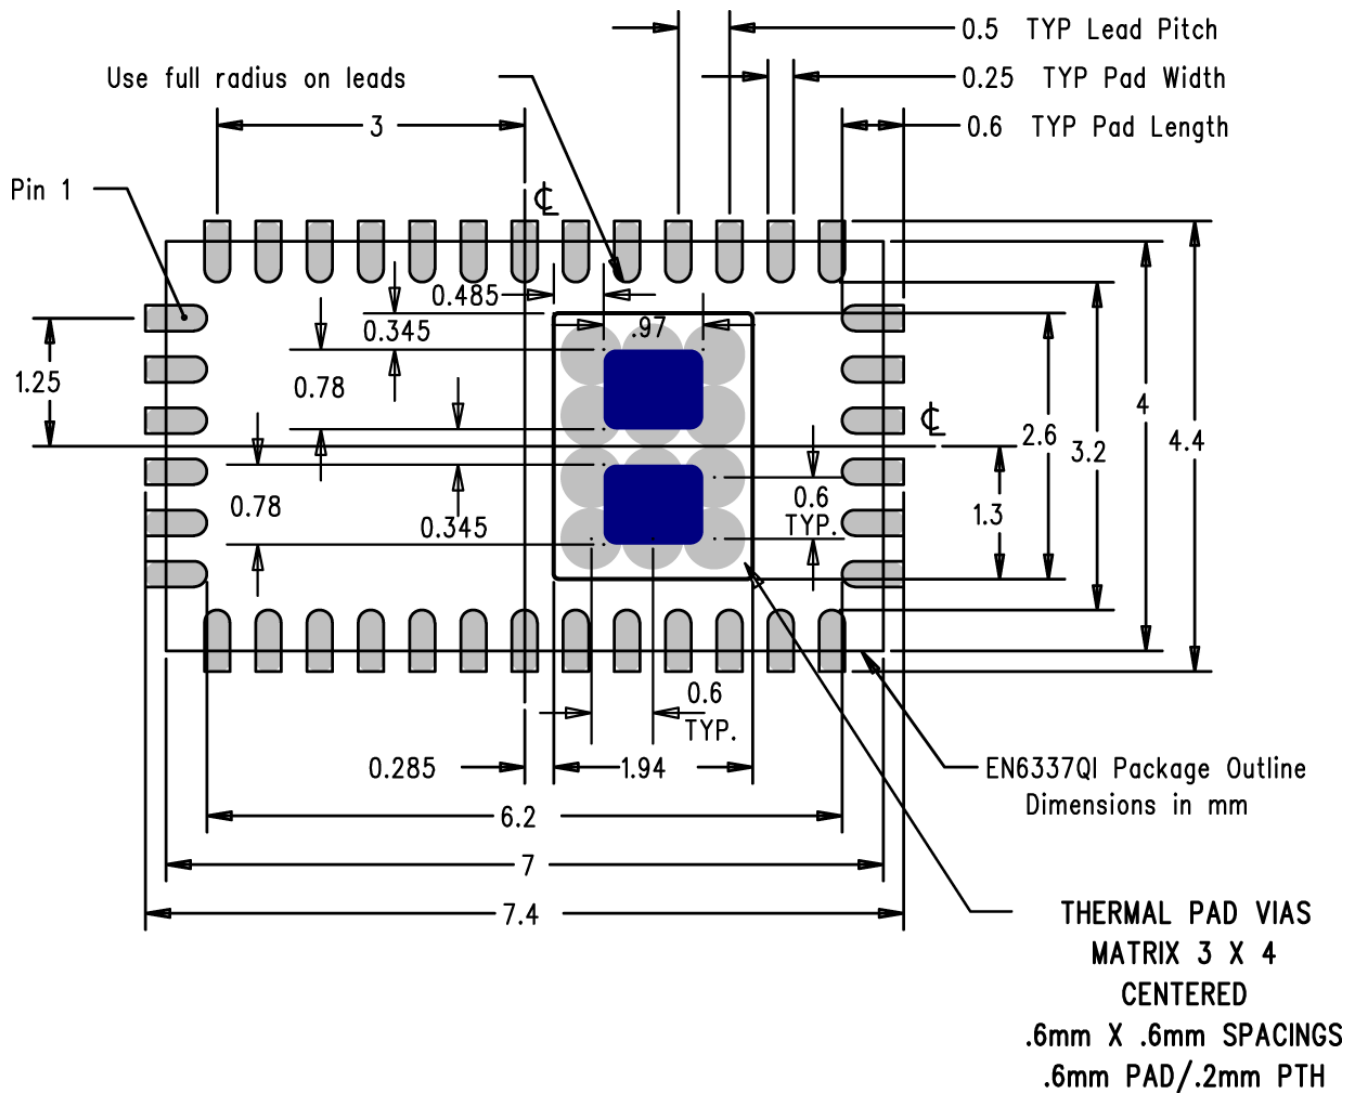 0.5 TYP Lead Pitch
Use full radius on leads
0.25 TYP Pad Width
3
0.6 TYP Pad Length
Pin 1
℄
0.485
0.345
.97
1.25
0.78
4
℄
2.6
3.2
4.4
0.78
0.345
0.6
TYP.
1.3
0.6
TYP.
0.285
1.94
EN6337QI Package Outline
Dimensions in mm
6.2
7
7.4
THERMAL PAD VIAS
MATRIX 3 X 4
CENTERED
.6mm X .6mm SPACINGS
.6mm PAD/.2mm PTH